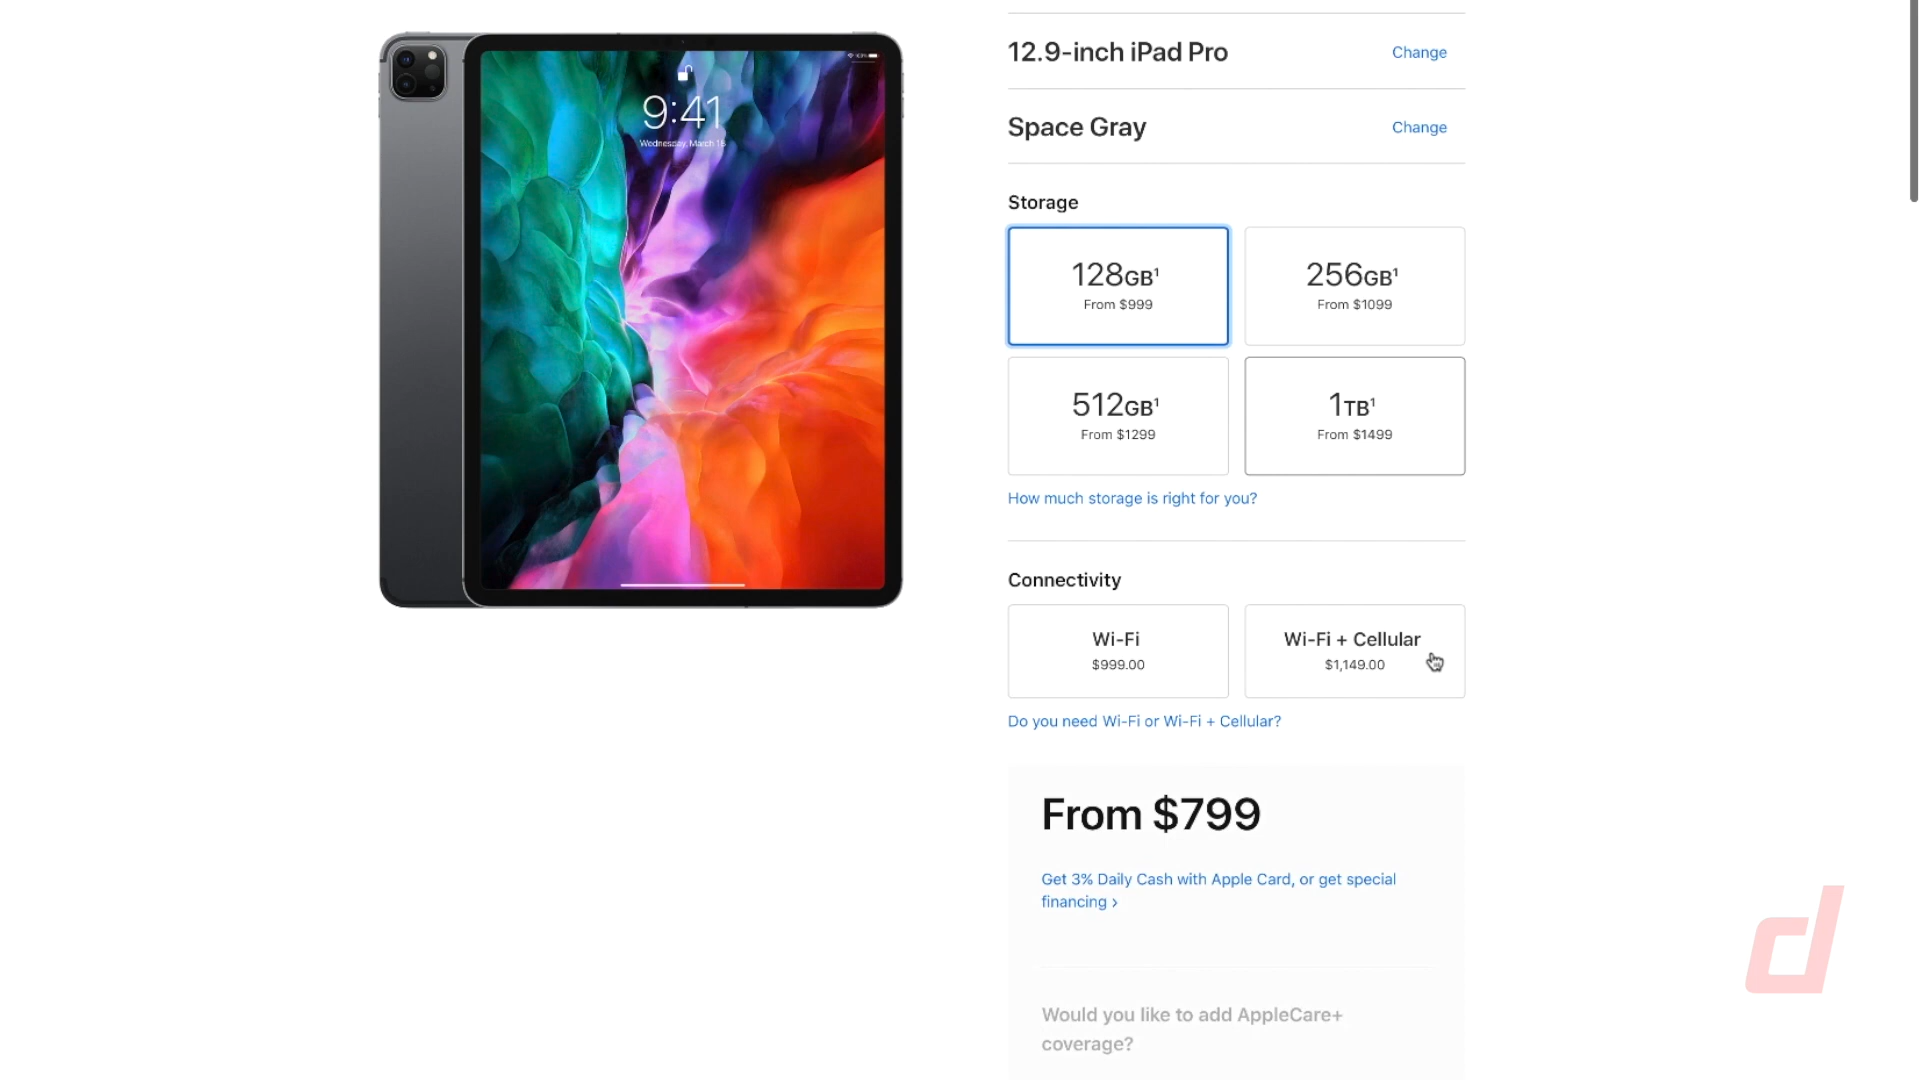 9:41
Wednesday, March 18
12.9-inch iPad Pro
Change
Space Gray
Change
Storage
128GB¹
From $999
256GB¹
From $1099
512GB¹
From $1299
1TB¹
From $1499
How much storage is right for you?
Connectivity
Wi-Fi
$999.00
Wi-Fi + Cellular
$1,149.00
Do you need Wi-Fi or Wi-Fi + Cellular?
From $799
Get 3% Daily Cash with Apple Card, or get special
financing ›
Would you like to add AppleCare+
coverage?
d